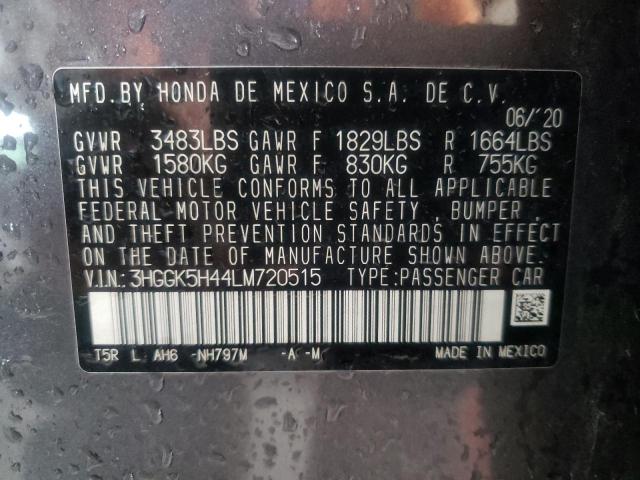 MFD. BY HONDA DE MEXICO S.A. DE C.V.
06/'20
GVWR 3483LBS GAWR F 1829LBS R 1664LBS
GVWR 1580KG GAWR F 830KG R 755KG
THIS VEHICLE CONFORMS TO ALL APPLICABLE
FEDERAL MOTOR VEHICLE SAFETY , BUMPER ,
AND THEFT PREVENTION STANDARDS IN EFFECT
ON THE DATE OF MANUFACTURE SHOWN ABOVE.
V.I.N.: 3HGGK5H44LM720515 TYPE:PASSENGER CAR
T5R L AH6 -NH797M -A -M MADE IN MEXICO